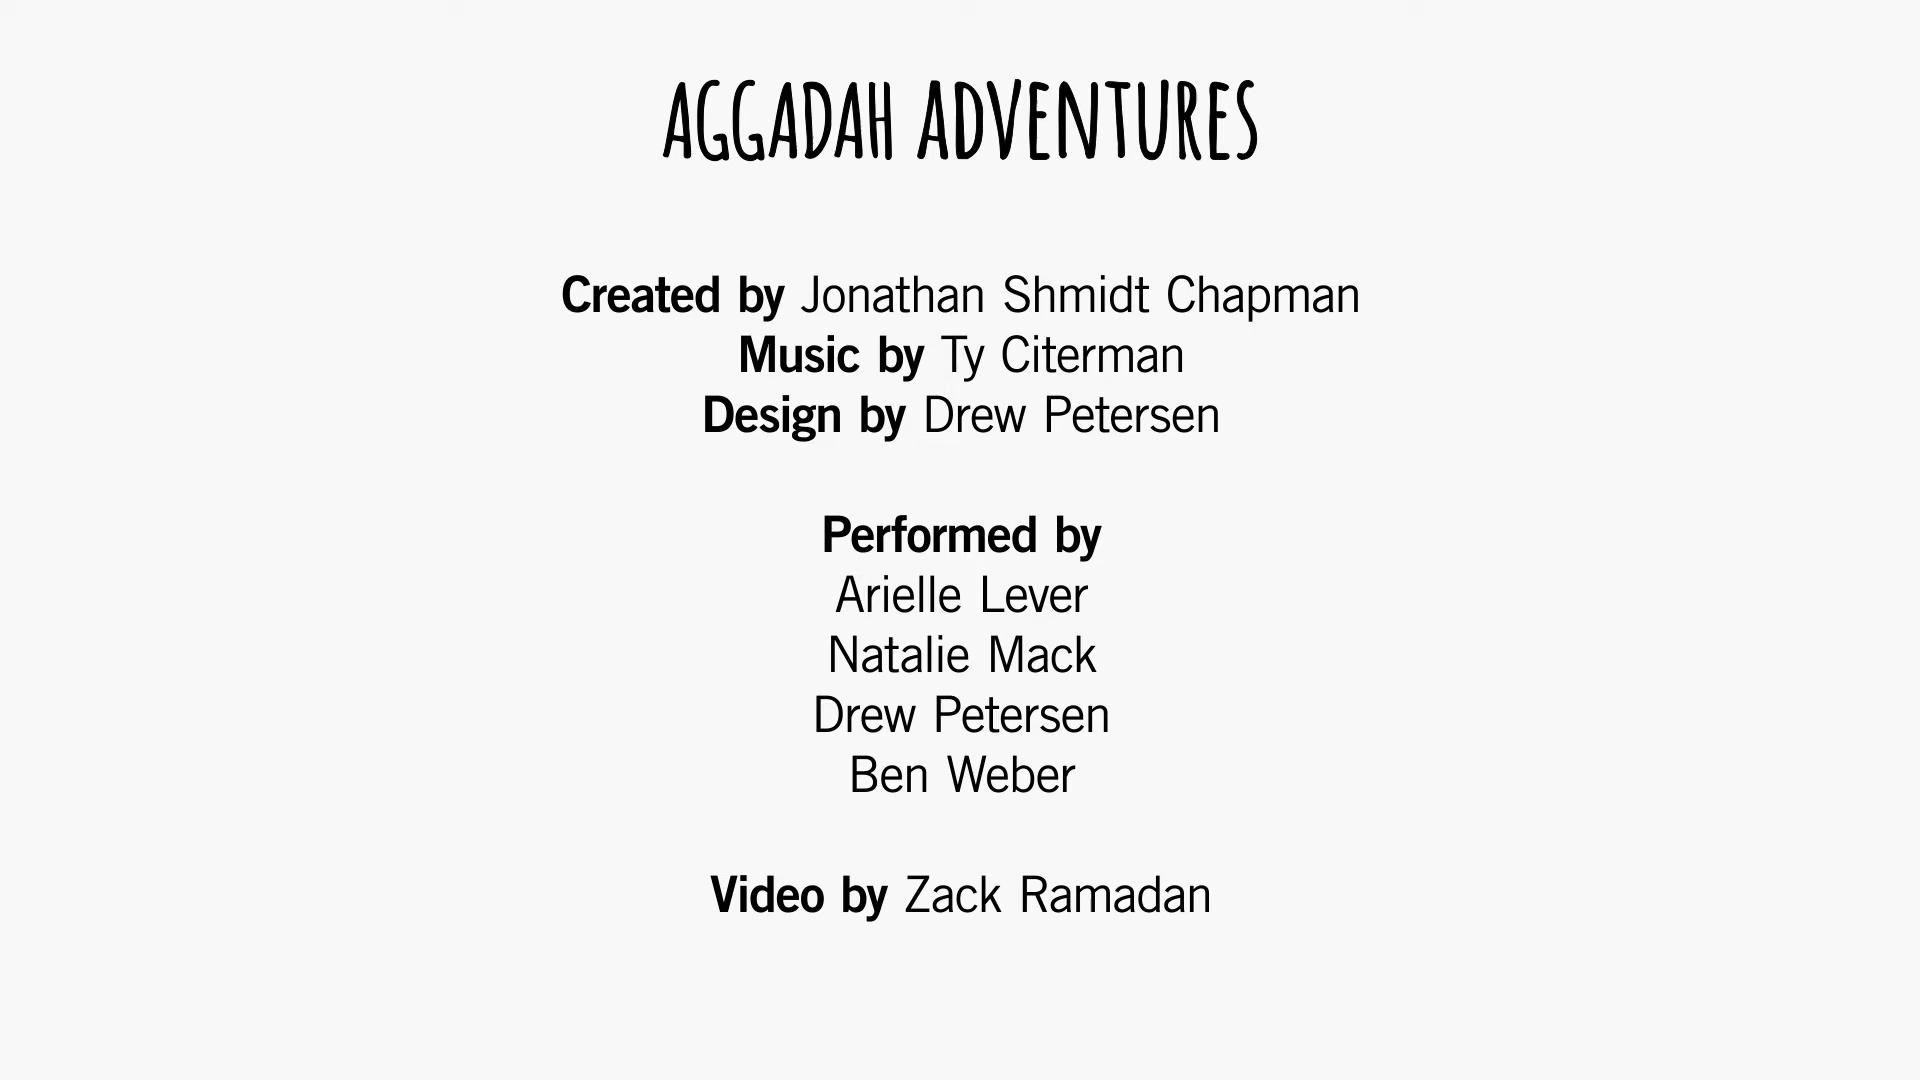 AGGADAH ADVENTURES
Created by Jonathan Shmidt Chapman
Music by Ty Citerman
Design by Drew Petersen
Performed by
Arielle Lever
Natalie Mack
Drew Petersen
Ben Weber
Video by Zack Ramadan